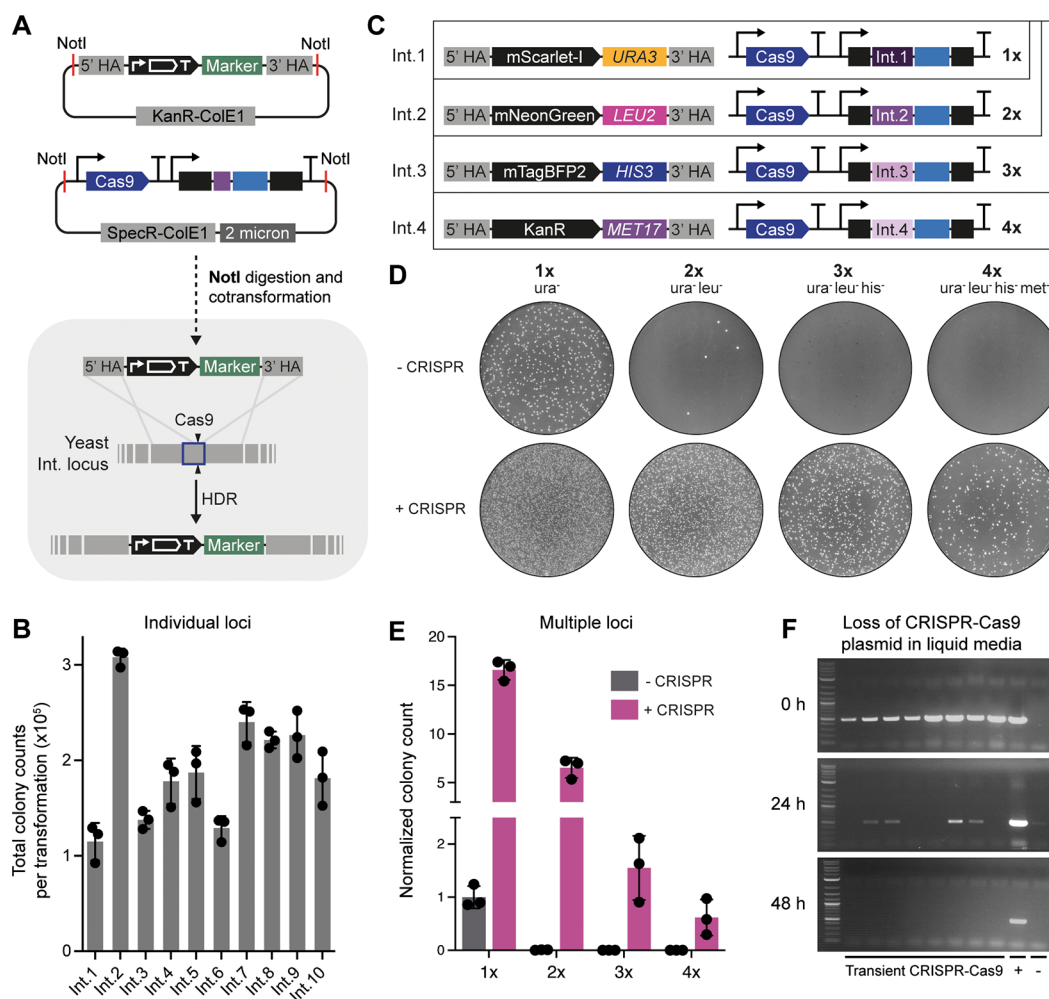 A
NotI
NotI
5' HA
T
Marker
3' HA
KanR-ColE1
NotI
NotI
Cas9
SpecR-ColE1
2 micron
NotI digestion and
cotransformation
5' HA
T
Marker
3' HA
Cas9
Yeast
Int. locus
HDR
T
Marker
B
Individual loci
Total colony counts
per transformation (x10⁵)
3
2
1
0
Int.1
Int.2
Int.3
Int.4
Int.5
Int.6
Int.7
Int.8
Int.9
Int.10
C
Int.1
5' HA
mScarlet-I
URA3
3' HA
Cas9
Int.1
1x
Int.2
5' HA
mNeonGreen
LEU2
3' HA
Cas9
Int.2
2x
Int.3
5' HA
mTagBFP2
HIS3
3' HA
Cas9
Int.3
3x
Int.4
5' HA
KanR
MET17
3' HA
Cas9
Int.4
4x
D
1x
ura⁻
2x
ura⁻leu⁻
3x
ura⁻ leu⁻ his⁻
4x
ura⁻ leu⁻ his⁻ met⁻
- CRISPR
+ CRISPR
E
Multiple loci
Normalized colony count
20
15
10
5
2
1
0
- CRISPR
+ CRISPR
1x
2x
3x
4x
F
Loss of CRISPR-Cas9
plasmid in liquid media
0 h
24 h
48 h
Transient CRISPR-Cas9
+
-